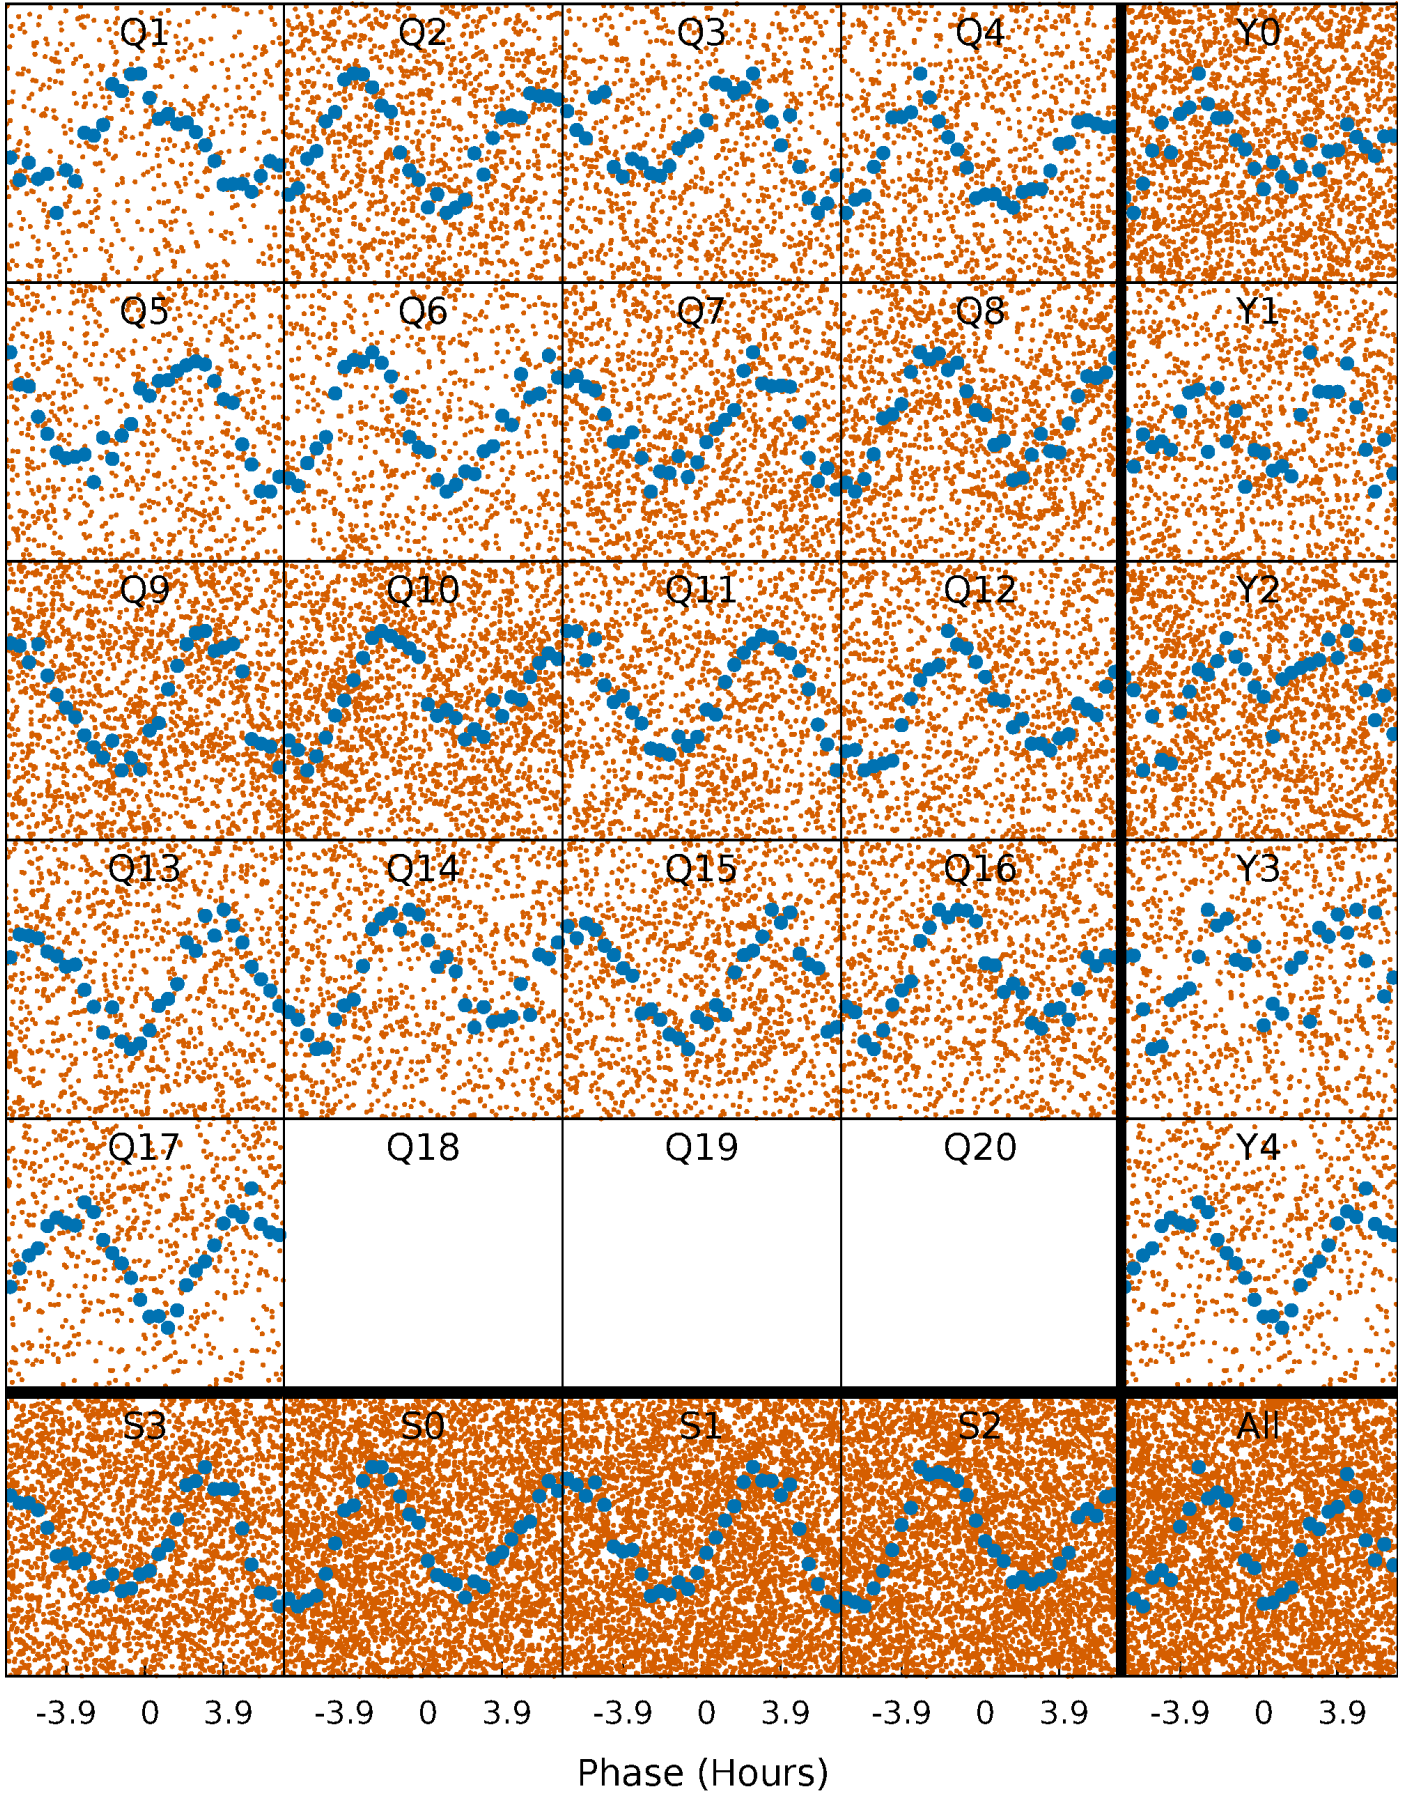 Q1 Q2 Q3 Q4 Y0
Q5 Q6 Q7 Q8 Y1
Q9 Q10 Q11 Q12 Y2
Q13 Q14 Q15 Q16 Y3
Q17 Q18 Q19 Q20 Y4
S3 S0 S1 S2 All
-3.9 0 3.9 -3.9 0 3.9 -3.9 0 3.9 -3.9 0 3.9 -3.9 0 3.9
Phase (Hours)